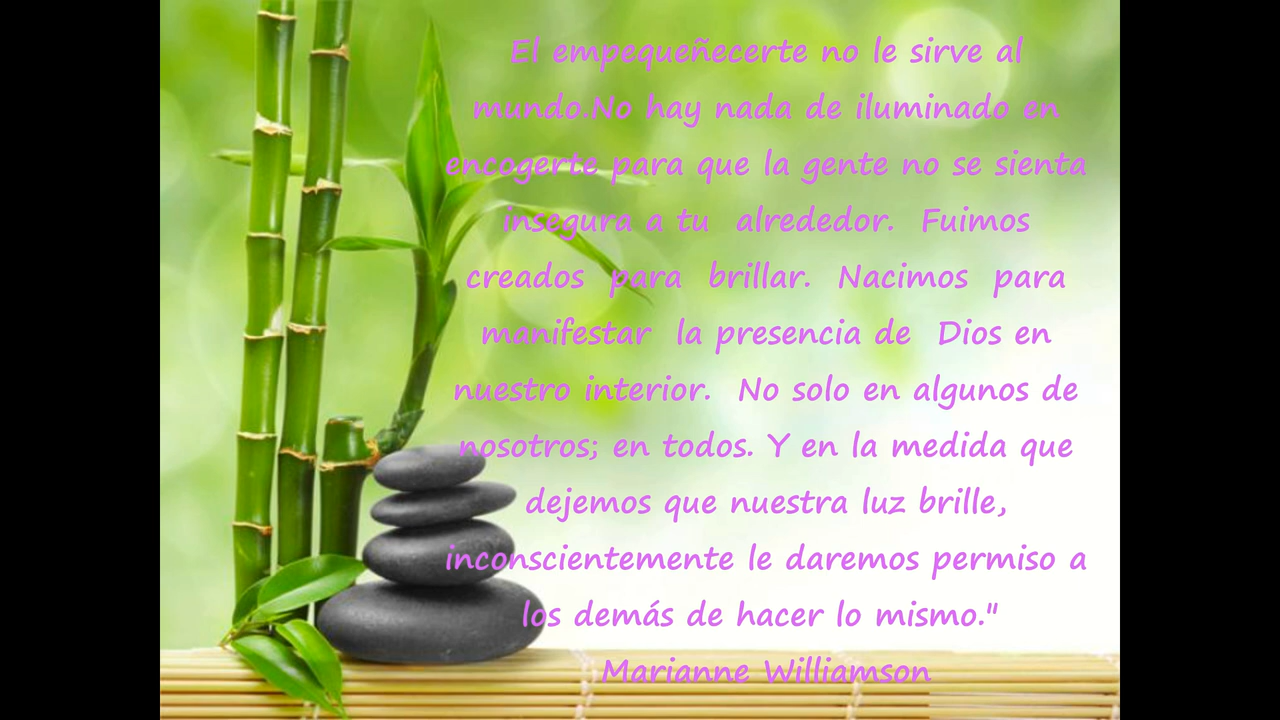 El empequeñecerte no le sirve al
mundo.No hay nada de iluminado en
encogerte para que la gente no se sienta
insegura a tu alrededor. Fuimos
creados para brillar. Nacimos para
manifestar la presencia de Dios en
nuestro interior. No solo en algunos de
nosotros; en todos. Y en la medida que
dejemos que nuestra luz brille,
inconscientemente le daremos permiso a
los demás de hacer lo mismo."
Marianne Williamson